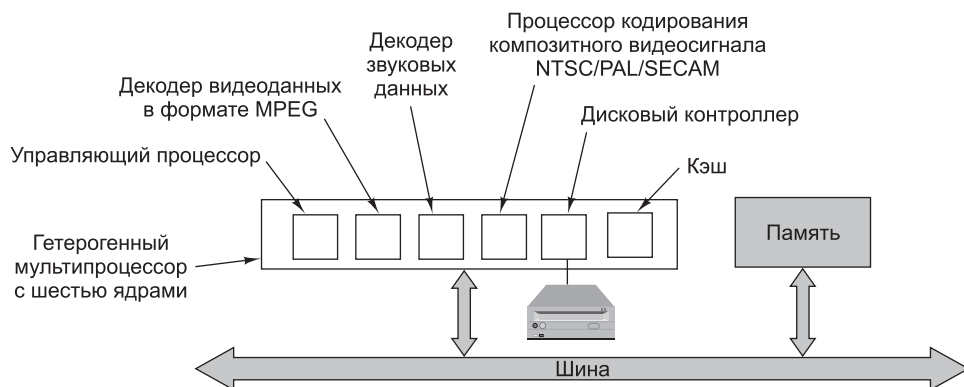 Процессор кодирования
композитного видеосигнала
NTSC/PAL/SECAM
Декодер
звуковых
данных
Декодер видеоданных
в формате MPEG
Дисковый контроллер
Управляющий процессор
Кэш
Гетерогенный
мультипроцессор
с шестью ядрами
Память
Шина